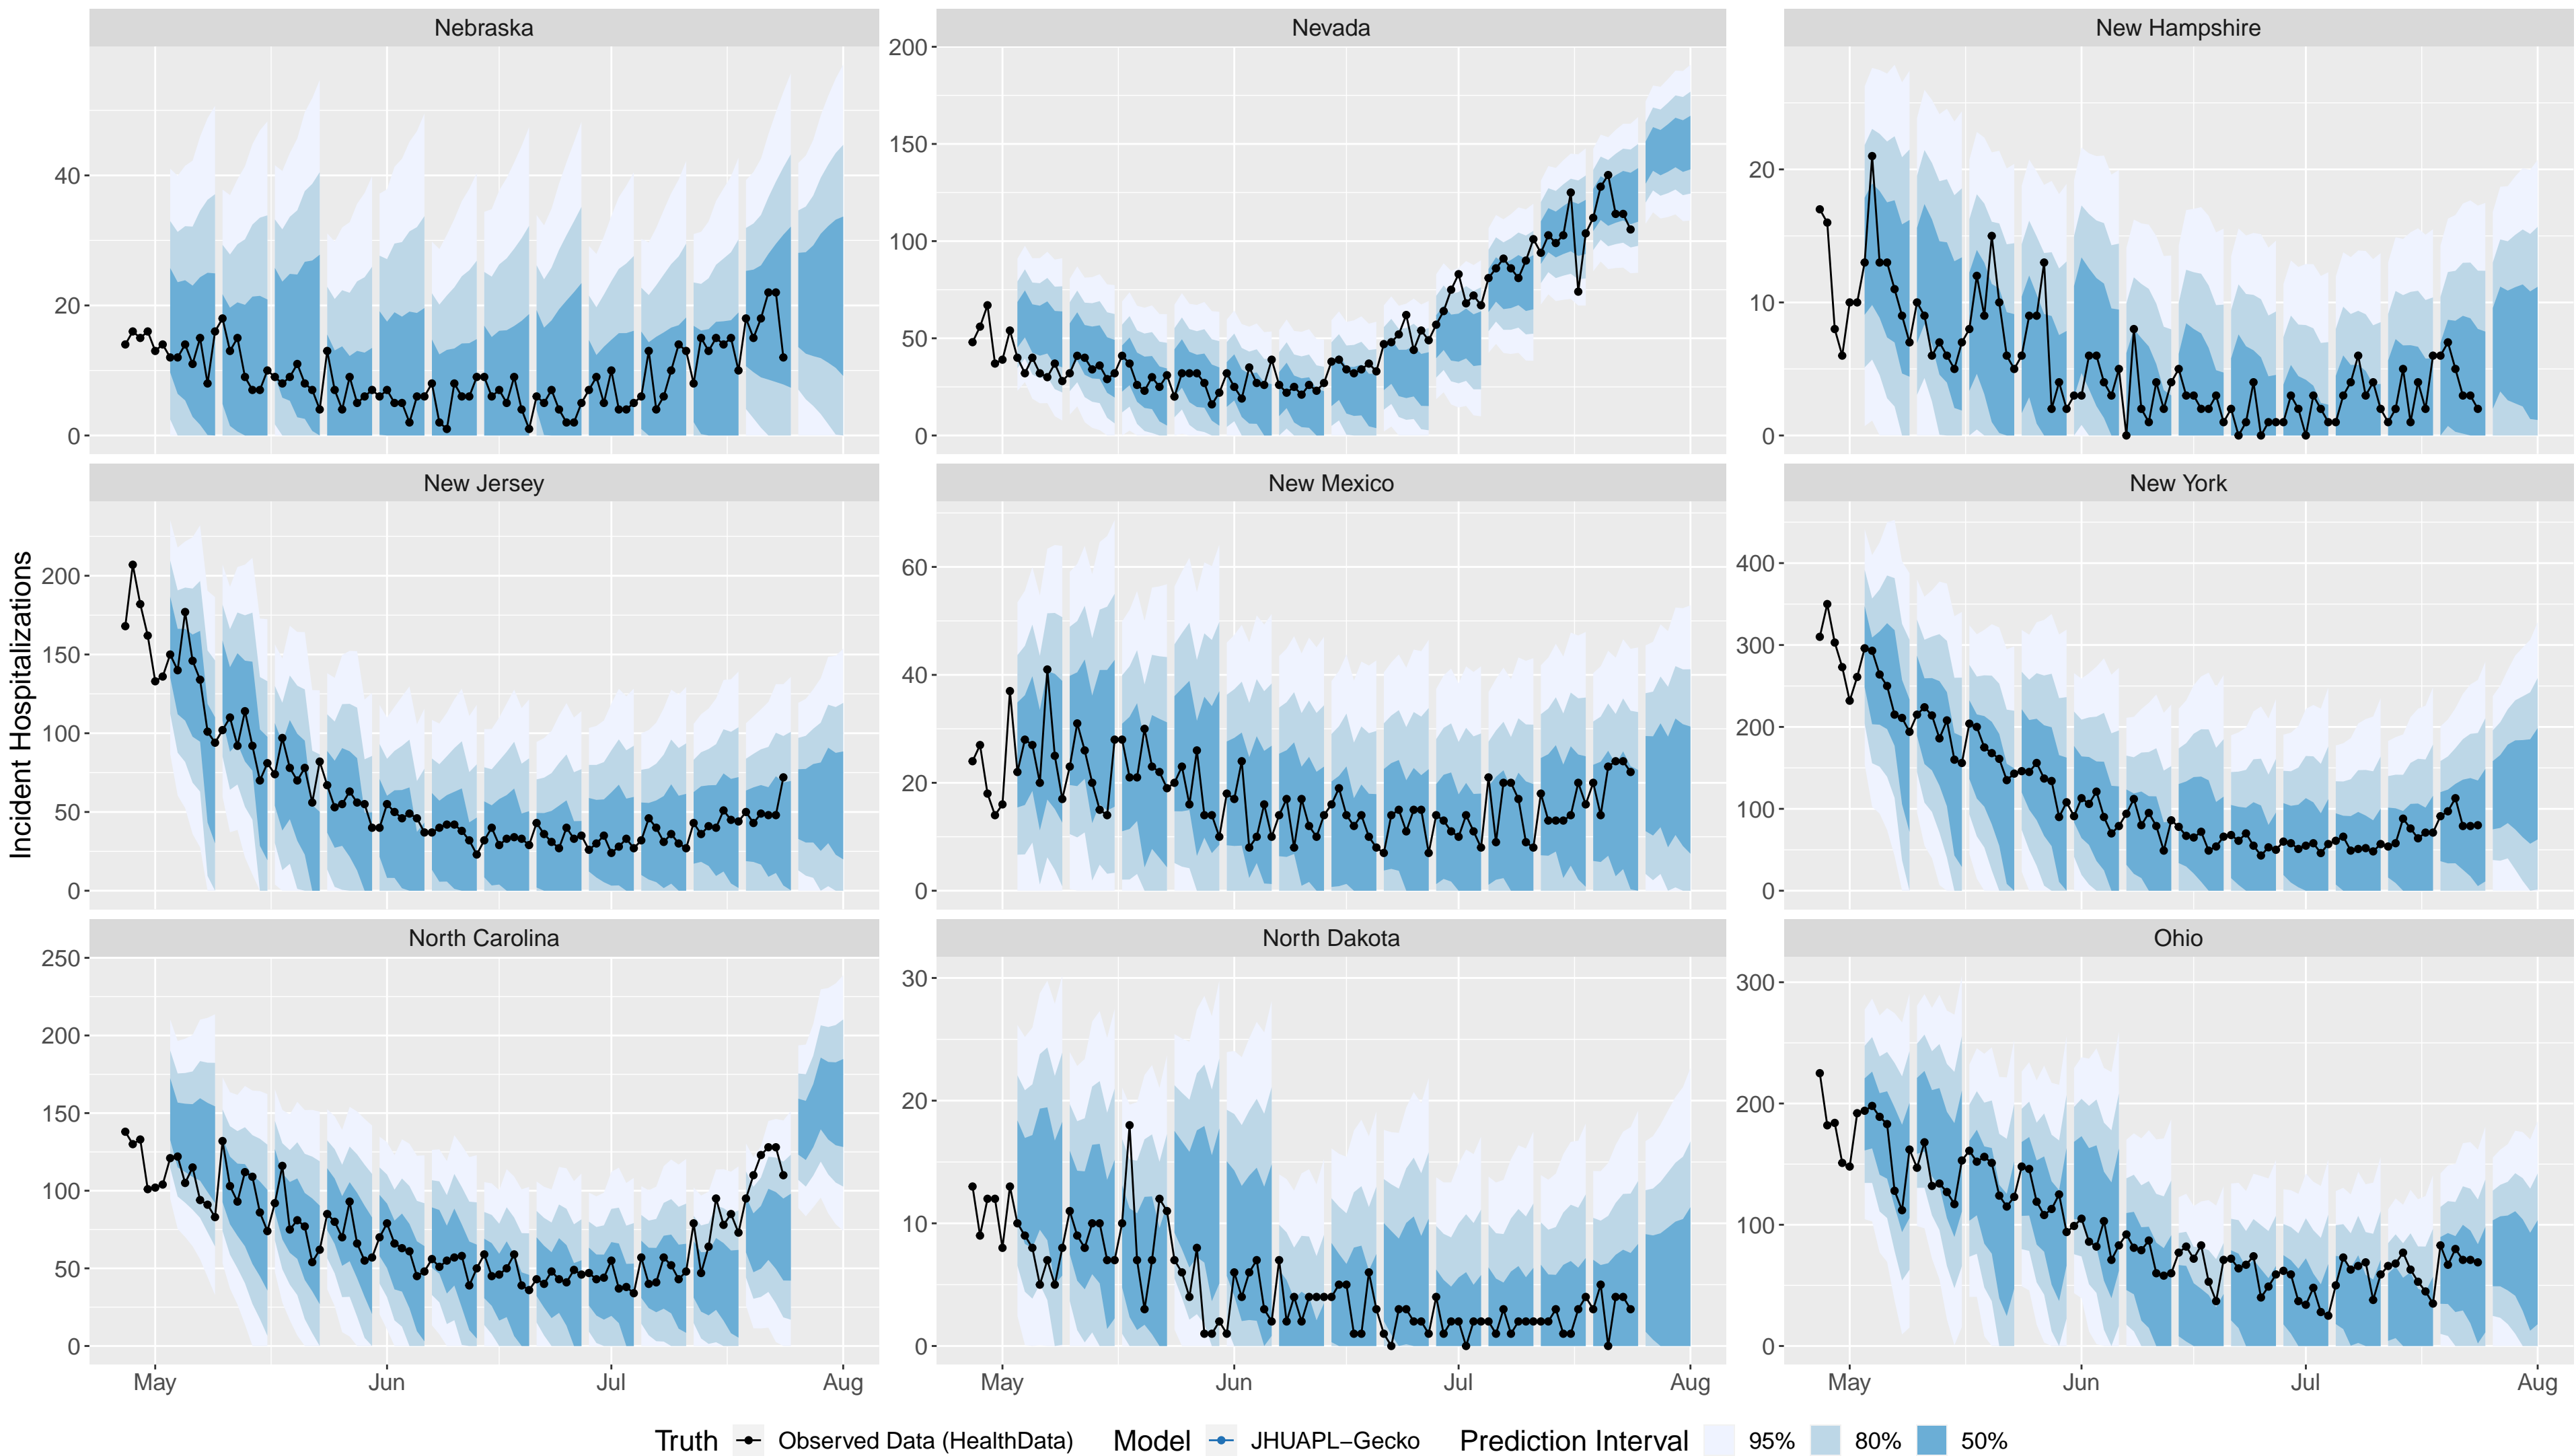 Nebraska
Nevada
New Hampshire
200
150
100
50
0
40
20
0
20
10
0
New Jersey
New Mexico
New York
Incident Hospitalizations
200
150
100
50
0
60
40
20
0
400
300
200
100
0
North Carolina
North Dakota
Ohio
250
200
150
100
50
0
30
20
10
0
300
200
100
0
May Jun Jul Aug
May Jun Jul Aug
May Jun Jul Aug
Truth Observed Data (HealthData) Model JHUAPL−Gecko Prediction Interval 95% 80% 50%